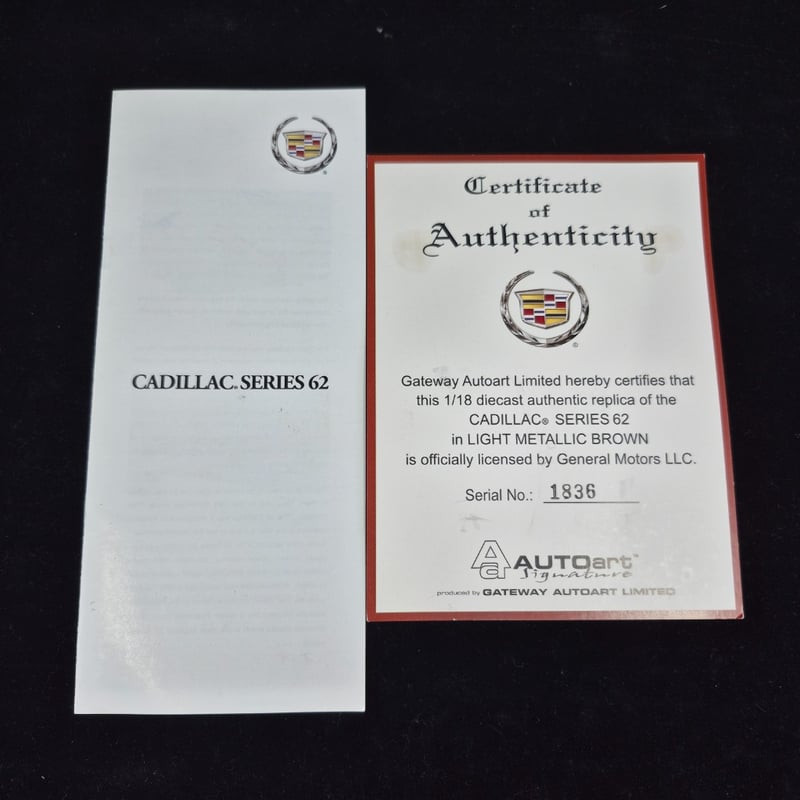 CADILLAC® SERIES 62
Certificate
of
Authenticity
©
Gateway Autoart Limited hereby certifies that
this 1/18 diecast authentic replica of the
CADILLAC® SERIES 62
in LIGHT METALLIC BROWN
is officially licensed by General Motors LLC.
Serial No.: 1836
Aa AUTOart™
Signature
produced by GATEWAY AUTOART LIMITED